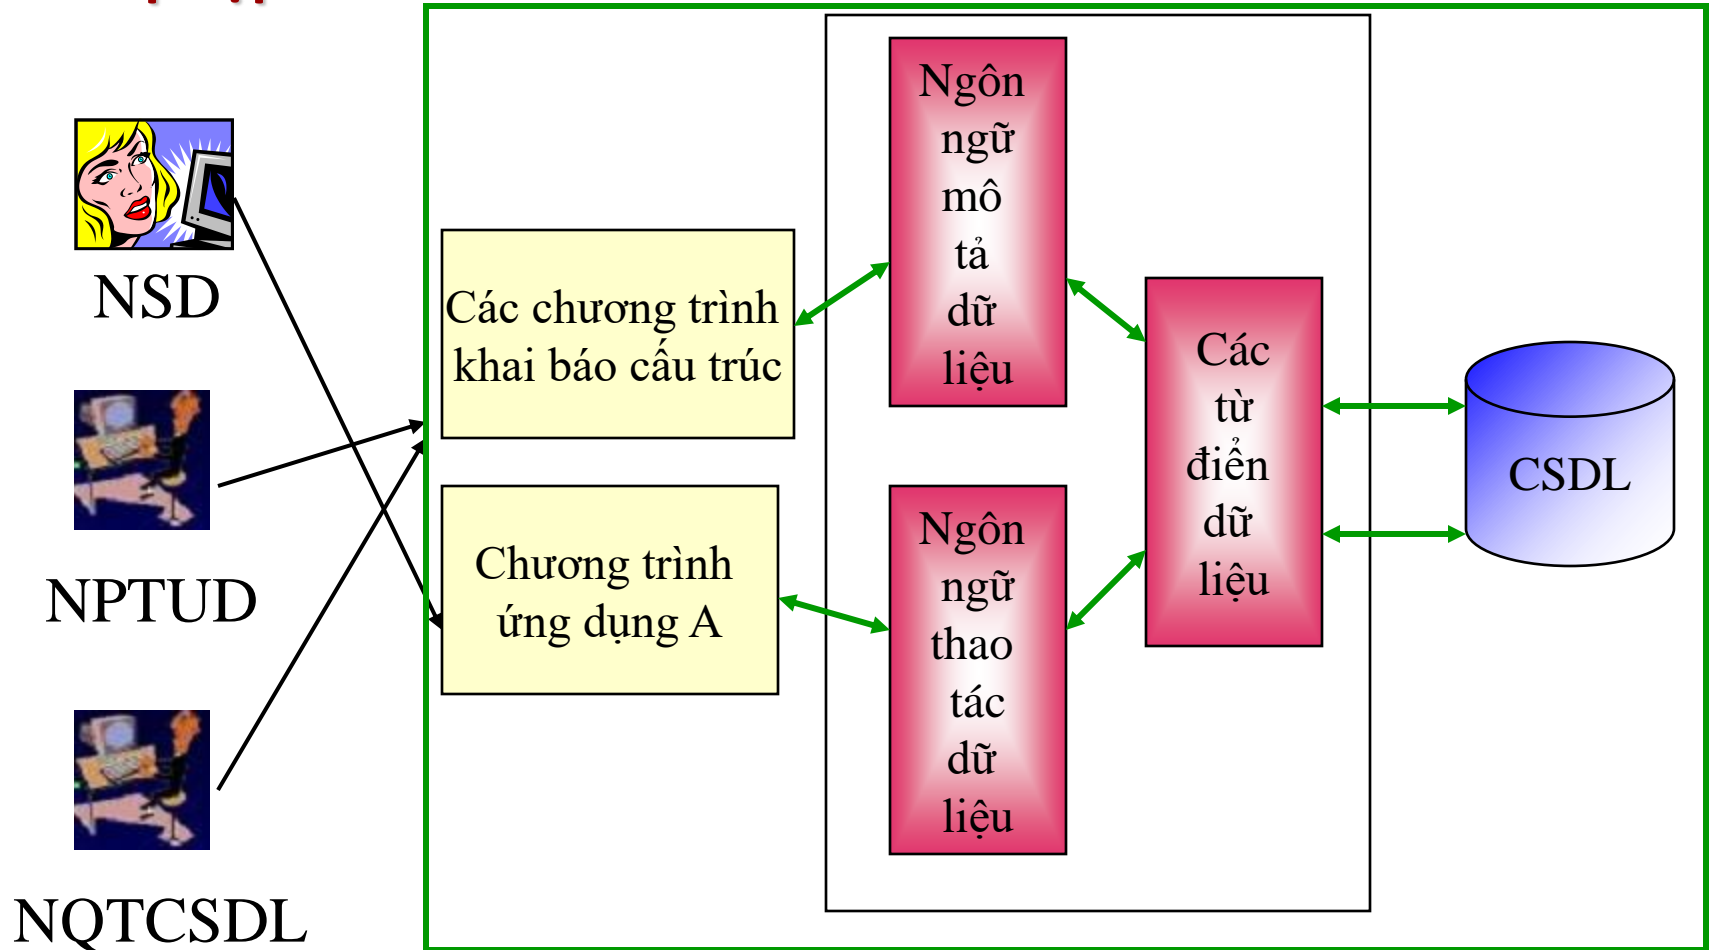 NSD
NPTUD
NQTCSDL
Các chương trình
khai báo cấu trúc
Chương trình
ứng dụng A
Ngôn
ngữ
mô
tả
dữ
liệu
Ngôn
ngữ
thao
tác
dữ
liệu
Các
từ
điển
dữ
liệu
CSDL